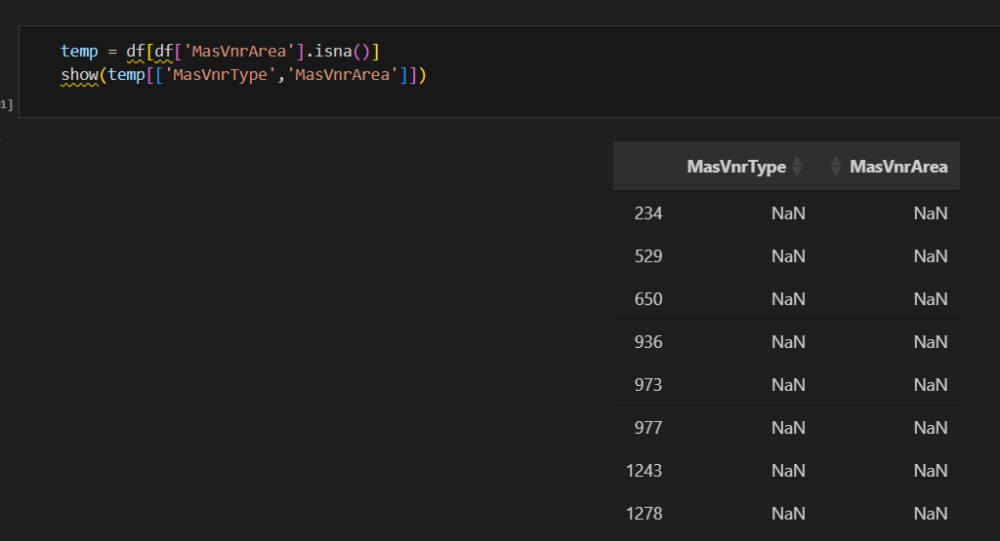 temp = df[df['MasVnrArea'].isna()]
show(temp[['MasVnrType','MasVnrArea']])
1]
MasVnrType MasVnrArea
234 NaN NaN
529 NaN NaN
650 NaN NaN
936 NaN NaN
973 NaN NaN
977 NaN NaN
1243 NaN NaN
1278 NaN NaN